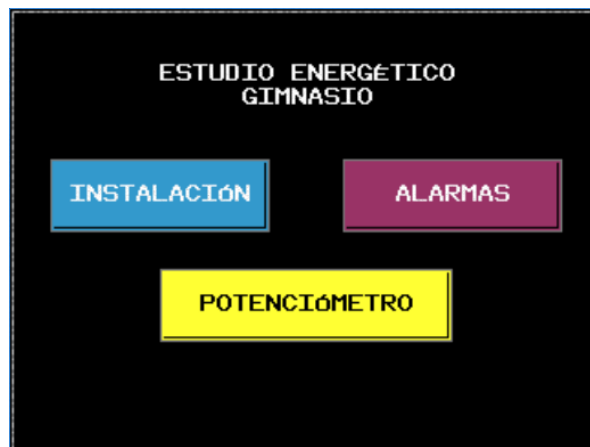 ESTUDIO ENERGÉTICO
GIMNASIO
INSTALACIÓN
ALARMAS
POTENCIÓMETRO